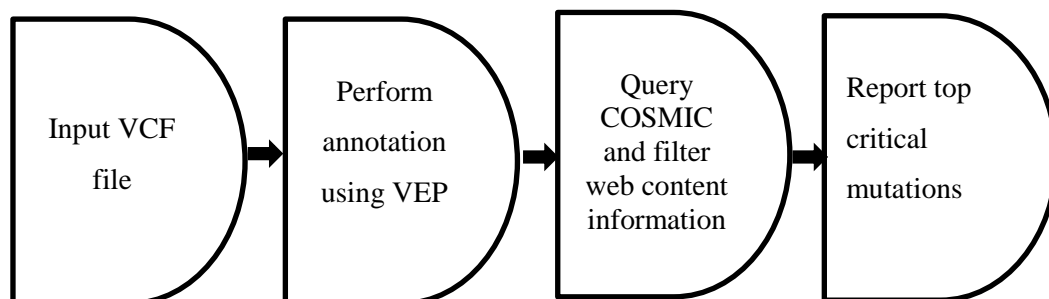 Input VCF
file
Perform
annotation
using VEP
Query
COSMIC
and filter
web content
information
Report top
critical
mutations